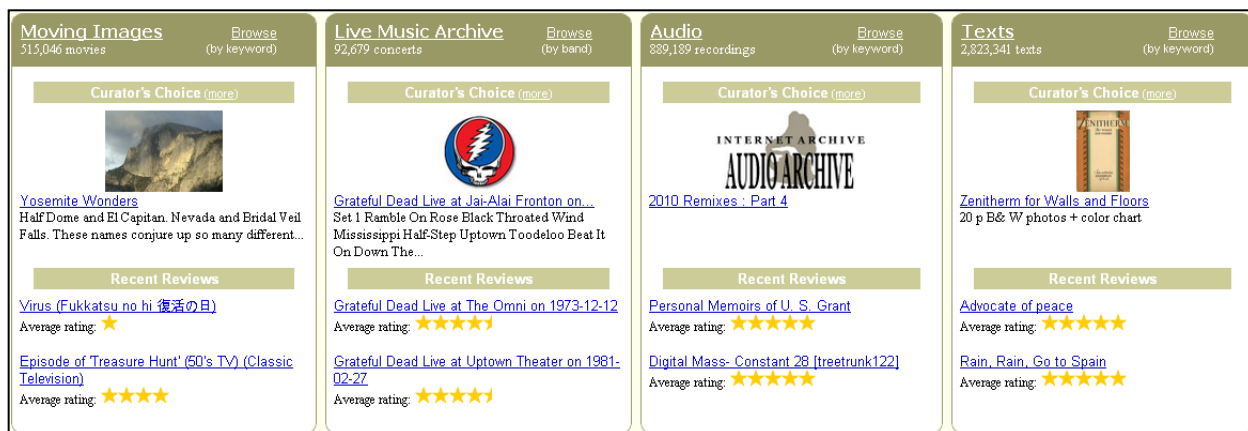 Moving Images
Browse
515,046 movies
(by keyword)
Curator's Choice (more)
Yosemite Wonders
Half Dome and El Capitan. Nevada and Bridal Veil
Falls. These names conjure up so many different...
Recent Reviews
Virus (Fukkatsu no hi 復活の日)
Average rating:
Episode of 'Treasure Hunt' (50's TV) (Classic
Television)
Average rating:
Live Music Archive
Browse
92,679 concerts
(by band)
Curator's Choice (more)
Grateful Dead Live at Jai-Alai Fronton on...
Set 1 Ramble On Rose Black Throated Wind
Mississippi Half-Step Uptown Toodeloo Beat It
On Down The...
Recent Reviews
Grateful Dead Live at The Omni on 1973-12-12
Average rating:
Grateful Dead Live at Uptown Theater on 1981-
02-27
Average rating:
Audio
Browse
889,189 recordings
(by keyword)
Curator's Choice (more)
INTERNET ARCHIVE
AUDIO ARCHIVE
2010 Remixes : Part 4
Recent Reviews
Personal Memoirs of U. S. Grant
Average rating:
Digital Mass- Constant 28 [treetrunk122]
Average rating:
Texts
Browse
2,823,341 texts
(by keyword)
Curator's Choice (more)
ZENITHERM
Zenitherm for Walls and Floors
20 p B& W photos + color chart
Recent Reviews
Advocate of peace
Average rating:
Rain, Rain, Go to Spain
Average rating: